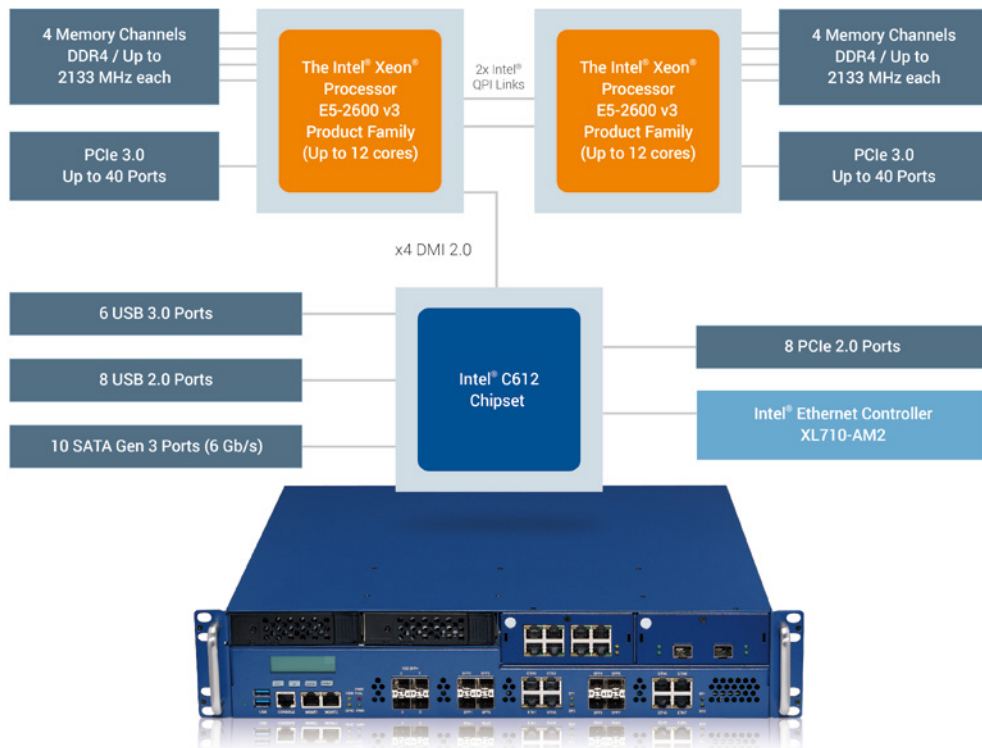 4 Memory Channels
DDR4 / Up to
2133 MHz each
The Intel® Xeon®
Processor
E5-2600 v3
Product Family
(Up to 12 cores)
2x Intel®
QPI Links
The Intel® Xeon®
Processor
E5-2600 v3
Product Family
(Up to 12 cores)
4 Memory Channels
DDR4 / Up to
2133 MHz each
PCIe 3.0
Up to 40 Ports
PCIe 3.0
Up to 40 Ports
x4 DMI 2.0
6 USB 3.0 Ports
8 USB 2.0 Ports
10 SATA Gen 3 Ports (6 Gb/s)
Intel® C612
Chipset
8 PCIe 2.0 Ports
Intel® Ethernet Controller
XL710-AM2
USB
CONSOLE
MGMT1
MGMT2